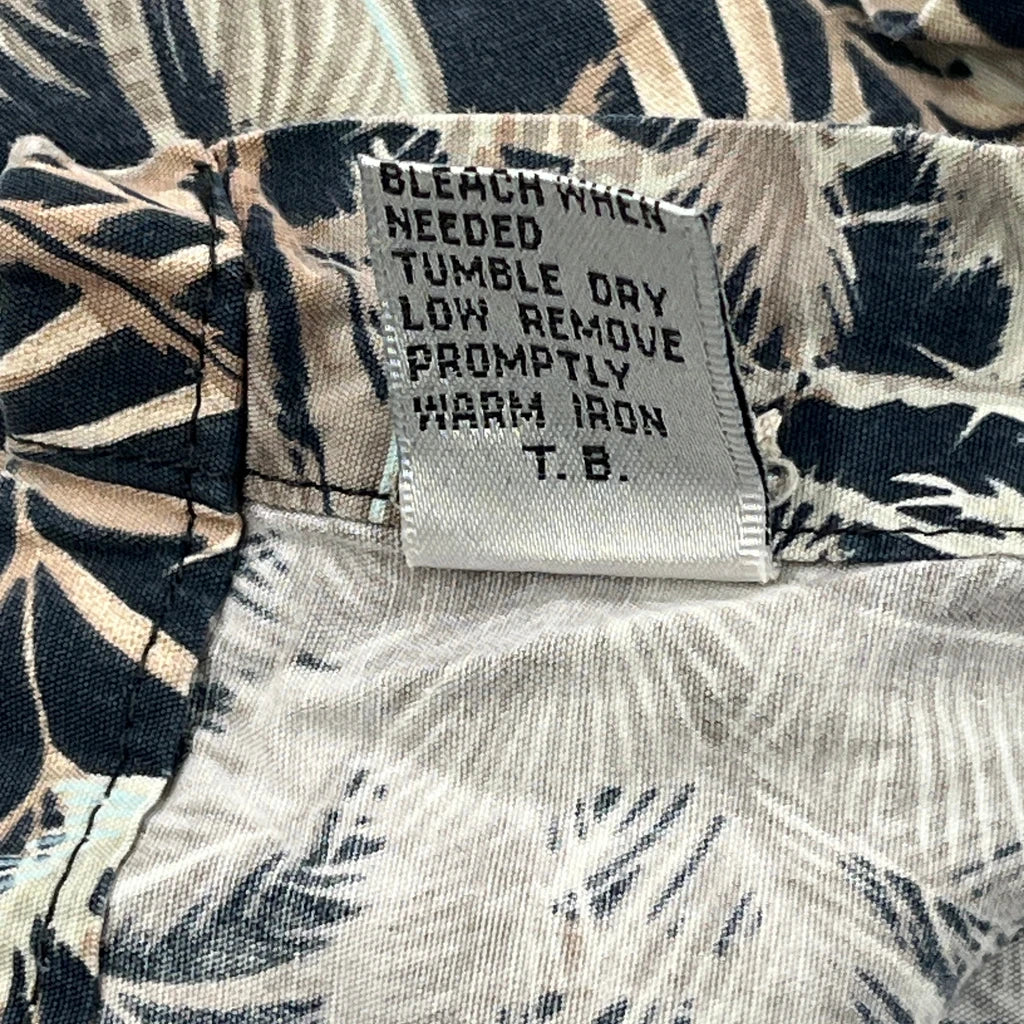 BLEACH WHEN
NEEDED
TUMBLE DRY
LOW REMOVE
PROMPTLY
WARM IRON
T. B.